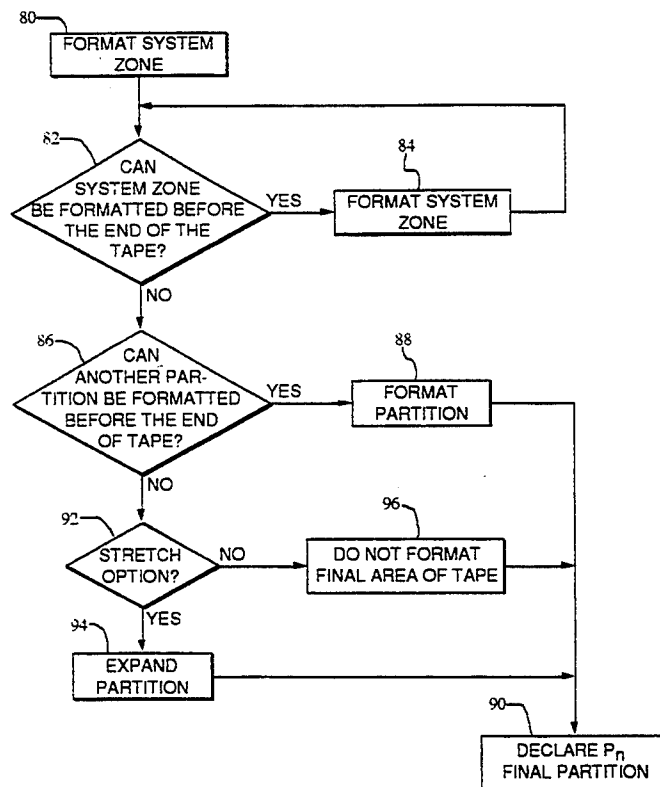 80
FORMAT SYSTEM
ZONE
82
CAN
SYSTEM ZONE
BE FORMATTED BEFORE
THE END OF THE
TAPE?
YES
84
FORMAT SYSTEM
ZONE
NO
86
CAN
ANOTHER PAR-
TITION BE FORMATTED
BEFORE THE END
OF TAPE?
YES
88
FORMAT
PARTITION
NO
92
STRETCH
OPTION?
NO
96
DO NOT FORMAT
FINAL AREA OF TAPE
YES
94
EXPAND
PARTITION
90
DECLARE Pn
FINAL PARTITION